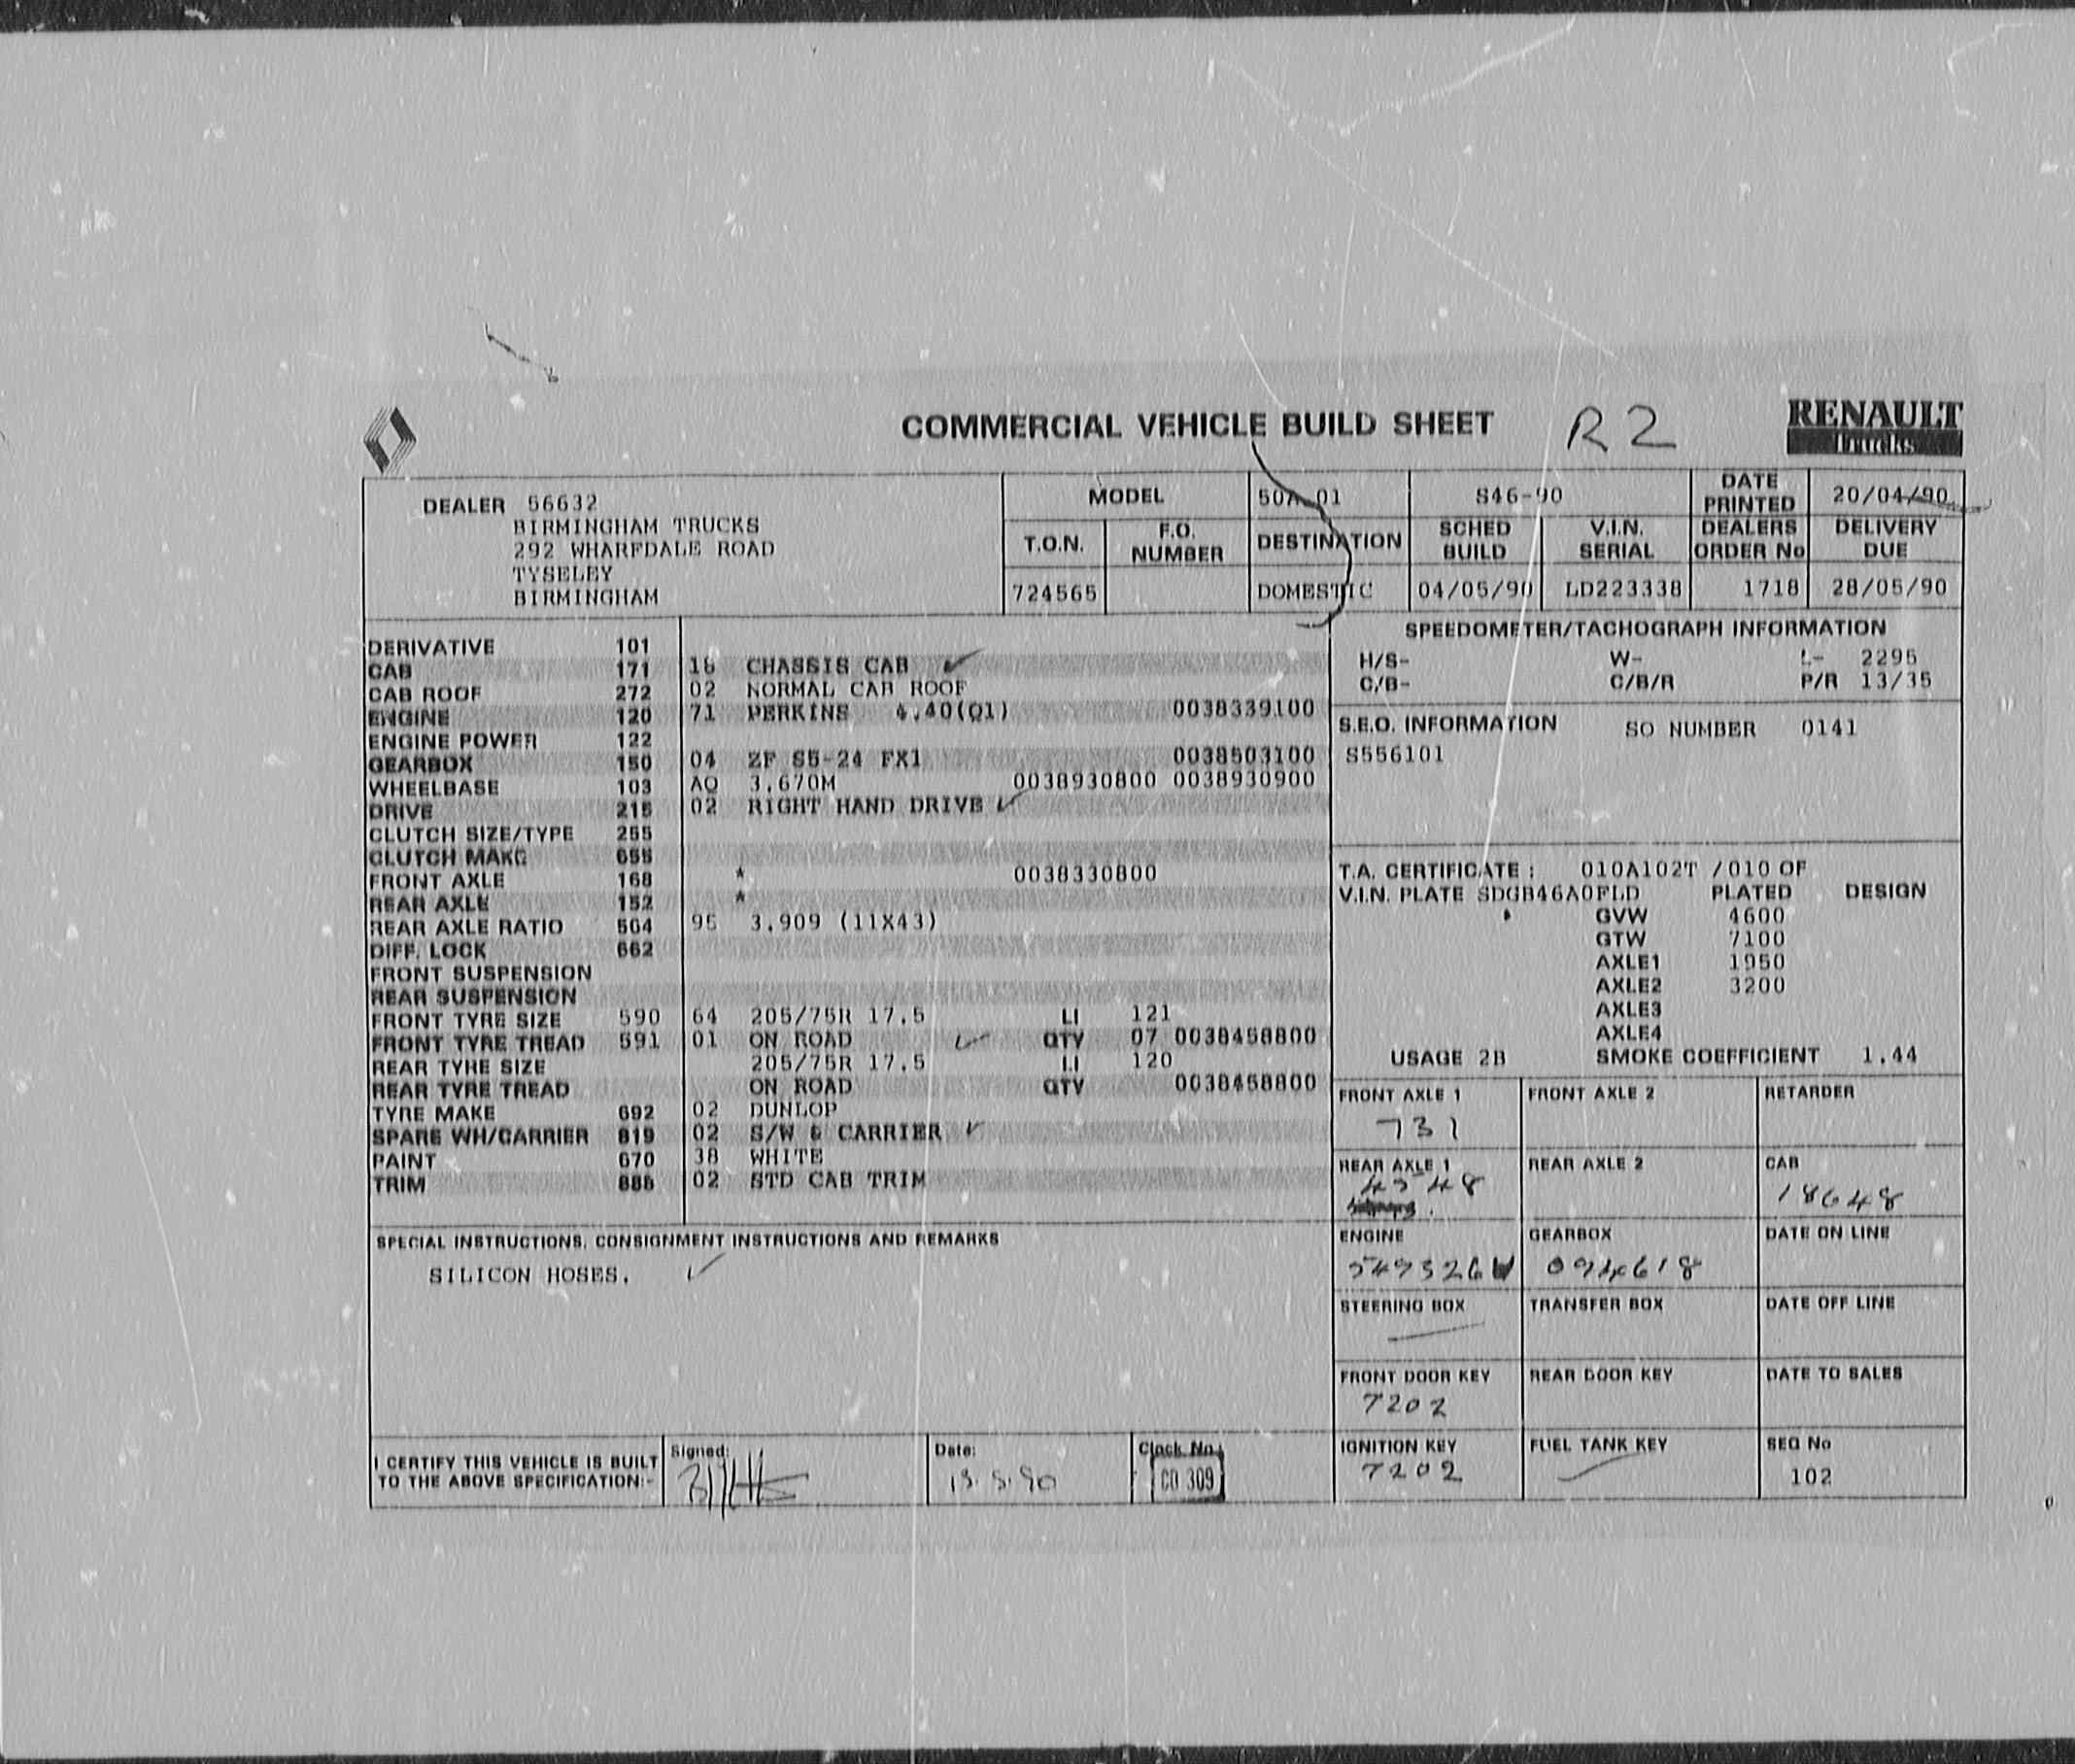 COMMERCIAL VEHICLE BUILD SHEET R2 RENAULT
Trucks
DEALER 56632
BIRMINGHAM TRUCKS
292 WHARFDALE ROAD
TYSELEY
BIRMINGHAM
MODEL 50A 01 S46-90 DATE PRINTED 20/04/90
T.O.N. F.O. NUMBER DESTINATION SCHED BUILD V.I.N. SERIAL DEALERS ORDER No DELIVERY DUE
724565 DOMESTIC 04/05/90 LD223338 1718 28/05/90
DERIVATIVE 101
CAB 171 18 CHASSIS CAB ✓
CAB ROOF 272 02 NORMAL CAB ROOF
ENGINE 120 71 PERKINS 4.40(Q1) 0038339100
ENGINE POWER 122
GEARBOX 150 04 ZF S5-24 FX1 0038503100
WHEELBASE 103 AQ 3.670M 0038930800 0038930900
DRIVE 215 02 RIGHT HAND DRIVE ✓
CLUTCH SIZE/TYPE 255
CLUTCH MAKE 655
FRONT AXLE 168 * 0038330800
REAR AXLE 152 *
REAR AXLE RATIO 504 95 3.909 (11X43)
DIFF. LOCK 662
FRONT SUSPENSION
REAR SUSPENSION
FRONT TYRE SIZE 590 64 205/75R 17.5 LI 121
FRONT TYRE TREAD 591 01 ON ROAD ✓ QTY 07 0038458800
REAR TYRE SIZE 205/75R 17.5 LI 120
REAR TYRE TREAD ON ROAD QTY 0038458800
TYRE MAKE 692 02 DUNLOP
SPARE WH/CARRIER 819 02 S/W & CARRIER ✓
PAINT 670 38 WHITE
TRIM 885 02 STD CAB TRIM
SPECIAL INSTRUCTIONS, CONSIGNMENT INSTRUCTIONS AND REMARKS
SILICON HOSES. ✓
I CERTIFY THIS VEHICLE IS BUILT
TO THE ABOVE SPECIFICATION:-
Signed:
Date:
Clock No.
CO 309
SPEEDOMETER/TACHOGRAPH INFORMATION
H/S- W- L- 2295
C/B- C/B/R P/R 13/35
S.E.O. INFORMATION SO NUMBER 0141
S556101
T.A. CERTIFICATE : 010A102T /010 OF
V.I.N. PLATE SDGB46A0FLD PLATED DESIGN
GVW 4600
GTW 7100
AXLE1 1950
AXLE2 3200
AXLE3
AXLE4
USAGE 2B SMOKE COEFFICIENT 1.44
FRONT AXLE 1 FRONT AXLE 2 RETARDER
731
REAR AXLE 1 REAR AXLE 2 CAB
4548 18648
ENGINE GEARBOX DATE ON LINE
094618
STEERING BOX TRANSFER BOX DATE OFF LINE
FRONT DOOR KEY REAR DOOR KEY DATE TO SALES
7202
IGNITION KEY FUEL TANK KEY SEQ No
7202 102